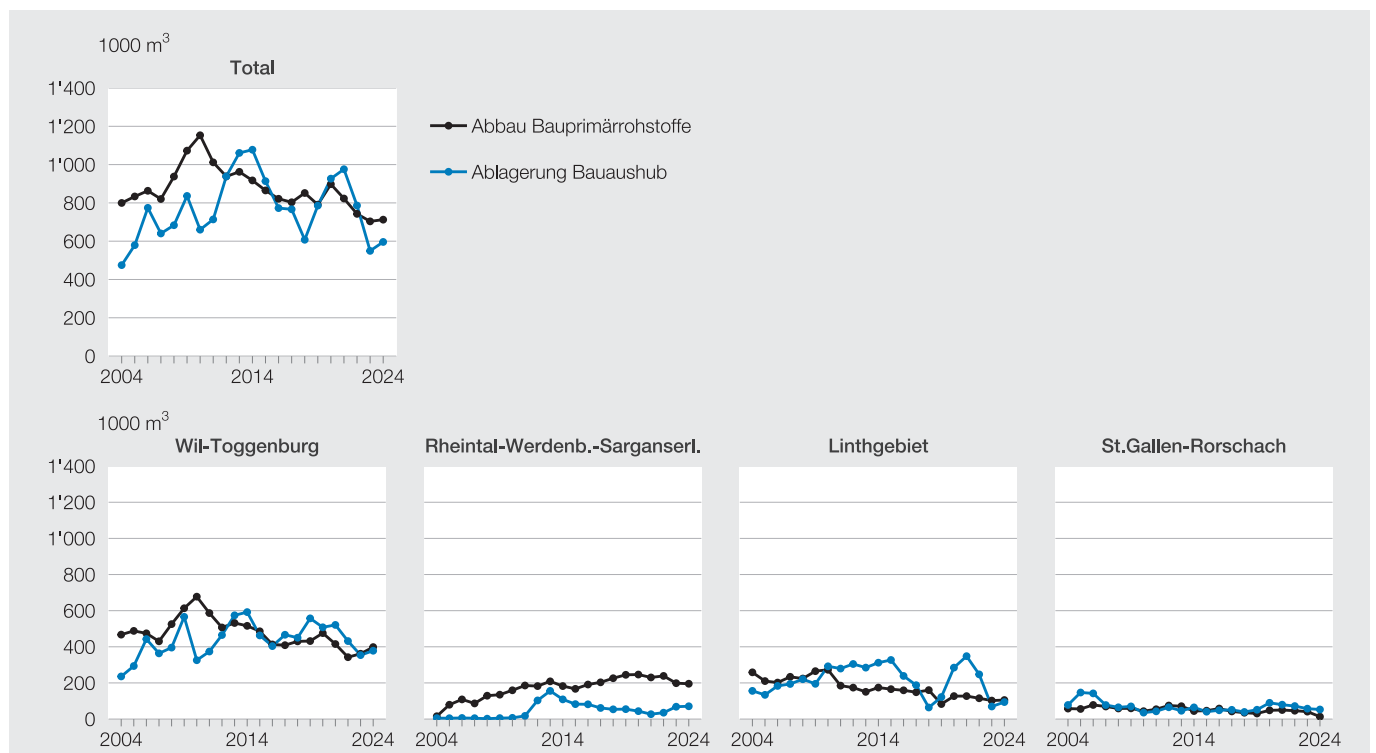 1000 m³
Total
1'400
1'200
1'000
800
600
400
200
0
2004 2014 2024
Abbau Bauprimärrohstoffe
Ablagerung Bauaushub
1000 m³
Wil-Toggenburg Rheintal-Werdenb.-Sarganserl. Linthgebiet St.Gallen-Rorschach
1'400
1'200
1'000
800
600
400
200
0
2004 2014 2024 2004 2014 2024 2004 2014 2024 2004 2014 2024